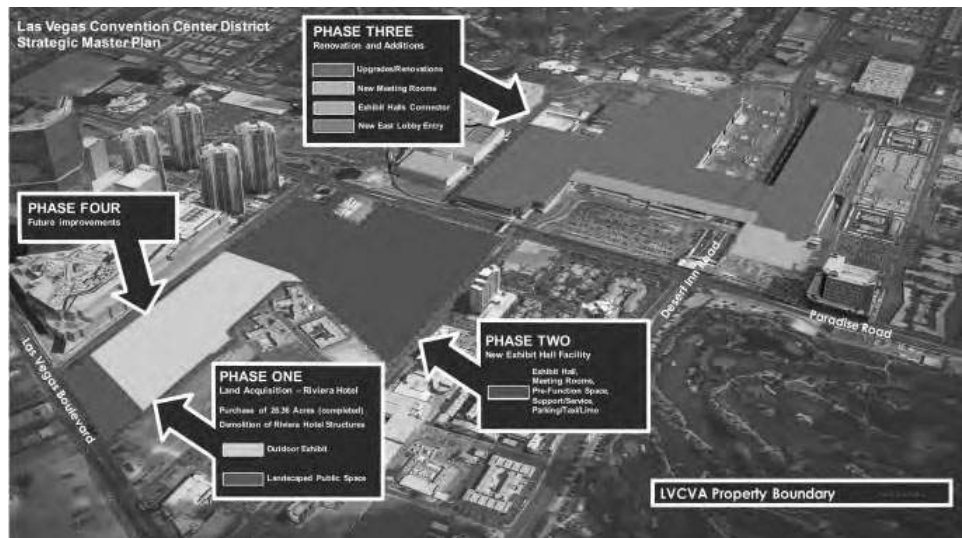 Las Vegas Convention Center District
Strategic Master Plan
PHASE THREE
Renovation and Additions
Upgrades/Renovations
New Meeting Rooms
Exhibit Halls Connector
New East Lobby Entry
PHASE FOUR
Future improvements
PHASE ONE
Land Acquisition – Riviera Hotel
Purchase of 26.36 Acres (completed)
Demolition of Riviera Hotel Structures
Outdoor Exhibit
Landscaped Public Space
PHASE TWO
New Exhibit Hall Facility
Exhibit Hall,
Meeting Rooms,
Pre-Function Space,
Support/Service,
Parking/Taxi/Limo
Las Vegas Boulevard
Desert Inn Road
Paradise Road
LVCVA Property Boundary